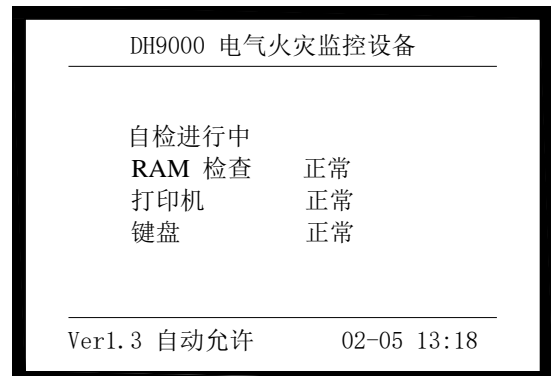 DH9000 电气火灾监控设备
自检进行中
RAM 检查 正常
打印机 正常
键盘 正常
Ver1.3 自动允许 02-05 13:18